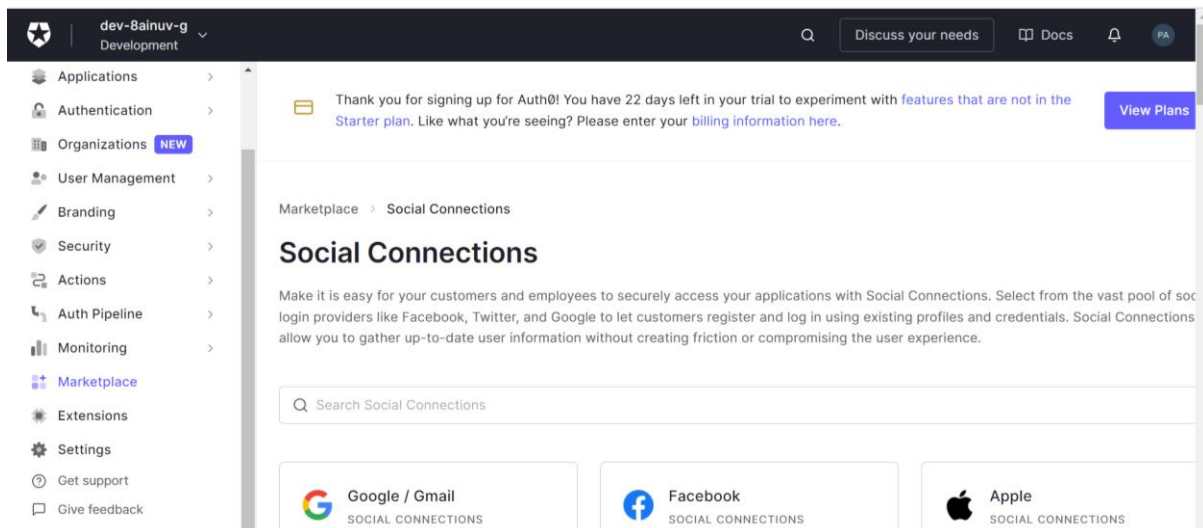 dev-8ainuv-g
Development
Discuss your needs
Docs
PA
Applications
Authentication
Organizations NEW
User Management
Branding
Security
Actions
Auth Pipeline
Monitoring
Marketplace
Extensions
Settings
Get support
Give feedback
Thank you for signing up for Auth0! You have 22 days left in your trial to experiment with features that are not in the
Starter plan. Like what you're seeing? Please enter your billing information here.
View Plans
Marketplace > Social Connections
Social Connections
Make it is easy for your customers and employees to securely access your applications with Social Connections. Select from the vast pool of soc
login providers like Facebook, Twitter, and Google to let customers register and log in using existing profiles and credentials. Social Connections
allow you to gather up-to-date user information without creating friction or compromising the user experience.
Search Social Connections
Google / Gmail
SOCIAL CONNECTIONS
Facebook
SOCIAL CONNECTIONS
Apple
SOCIAL CONNECTIONS